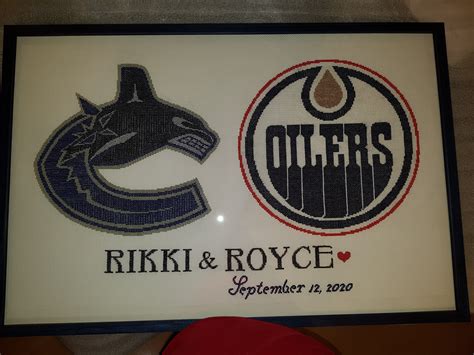 OILERS
RIKKI & ROYCE
September 12, 2020